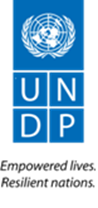 U N
D P
Empowered lives.
Resilient nations.